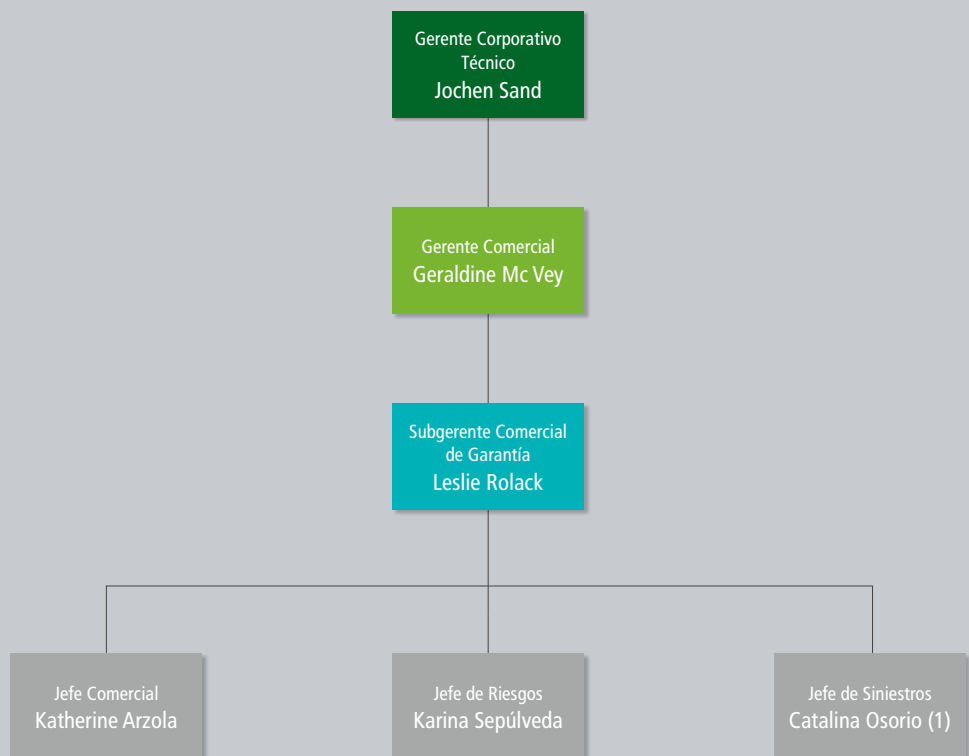 Gerente Corporativo
Técnico
Jochen Sand
Gerente Comercial
Geraldine Mc Vey
Subgerente Comercial
de Garantía
Leslie Rolack
Jefe Comercial
Katherine Arzola
Jefe de Riesgos
Karina Sepúlveda
Jefe de Siniestros
Catalina Osorio (1)